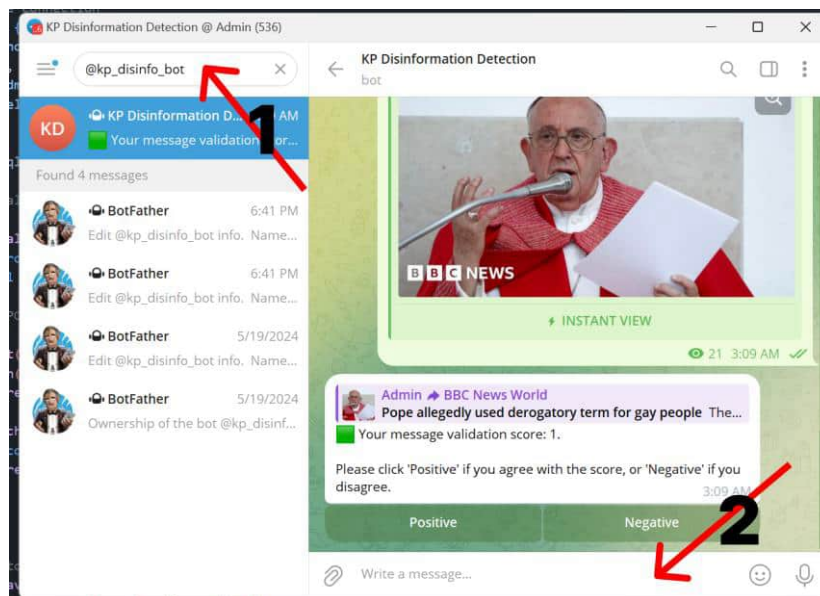 KP Disinformation Detection @ Admin (536)
@kp_disinfo_bot
KP Disinformation Detection
bot
1
KD
KP Disinformation D... AM
Your message validation
Found 4 messages
BotFather 6:41 PM
Edit @kp_disinfo_bot info. Name...
BotFather 6:41 PM
Edit @kp_disinfo_bot info. Name...
BotFather 5/19/2024
Edit @kp_disinfo_bot info. Name...
BotFather 5/19/2024
Ownership of the bot @kp_disinf...
BBC NEWS
INSTANT VIEW
21 3:09 AM
Admin BBC News World
Pope allegedly used derogatory term for gay people The...
Your message validation score: 1.
Please click 'Positive' if you agree with the score, or 'Negative' if you
disagree.
3:09 AM
Positive Negative
2
Write a message...